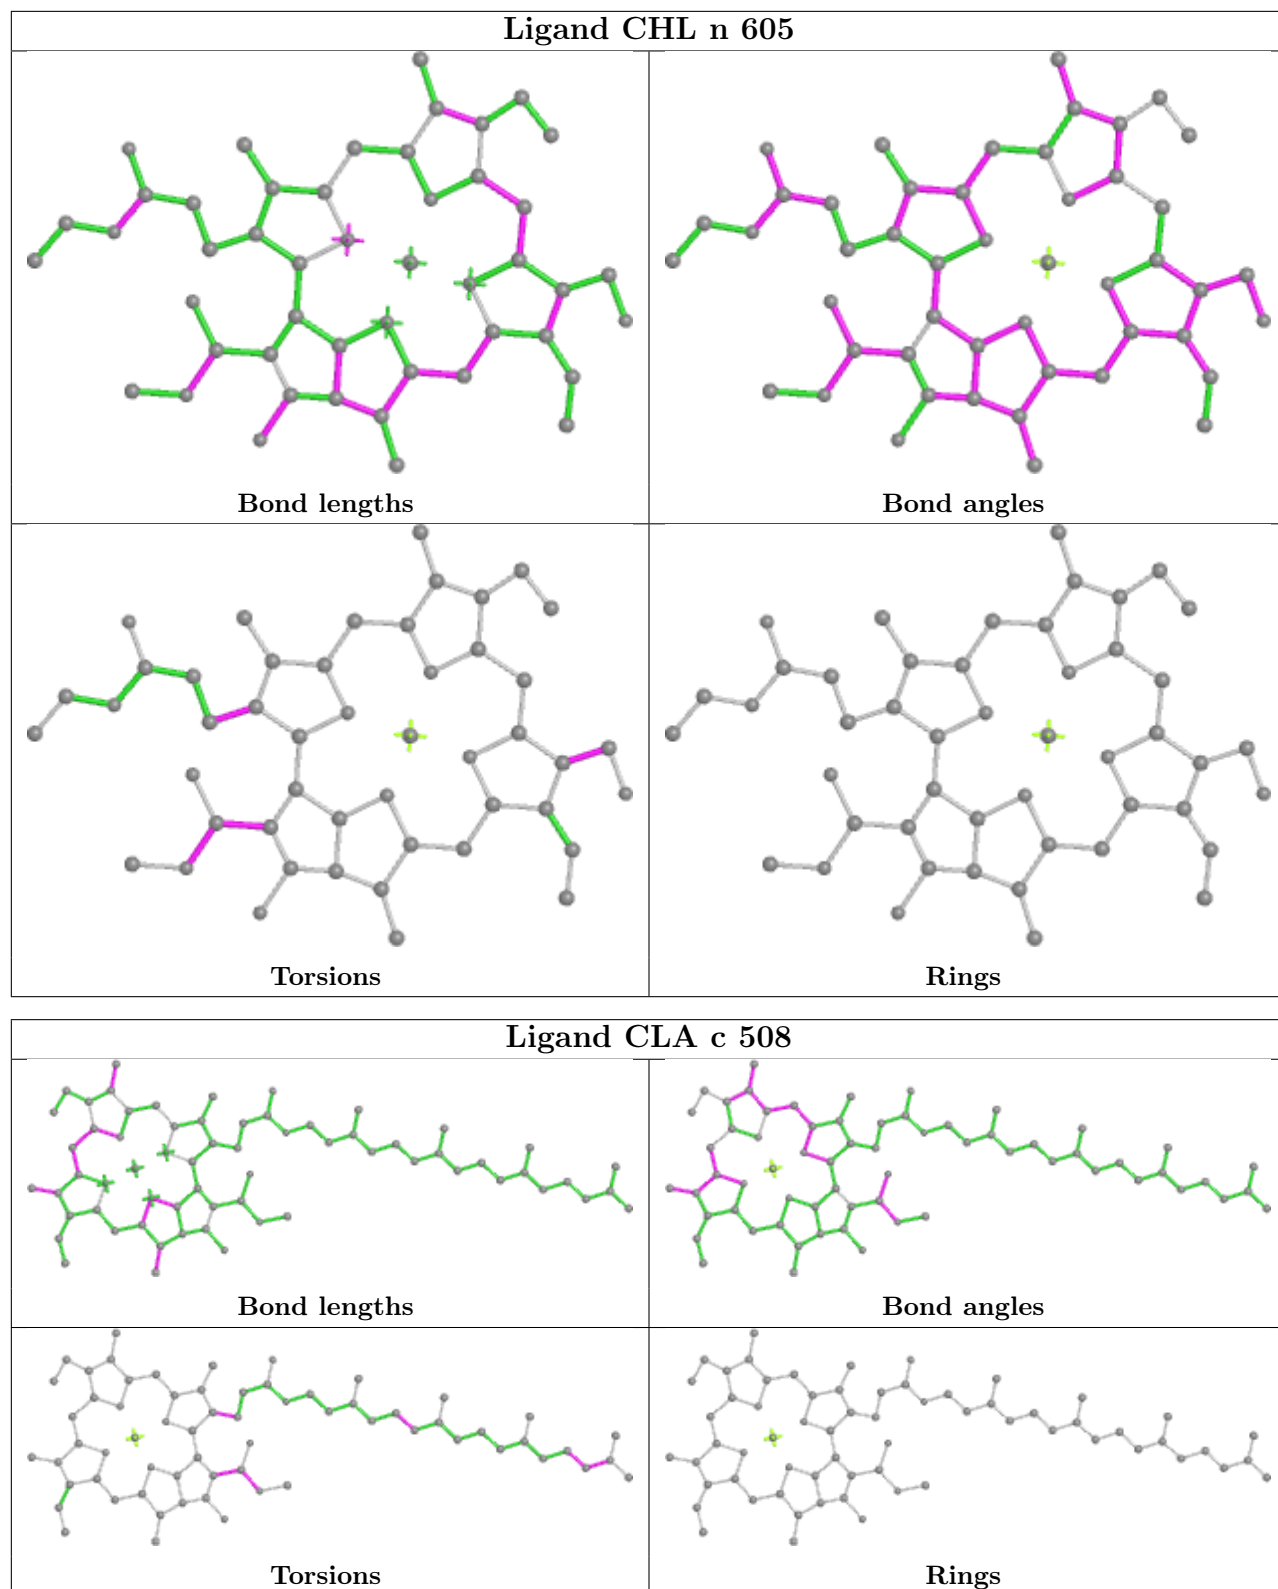 Ligand CHL n 605
Bond lengths
Bond angles
Torsions
Rings
Ligand CLA c 508
Bond lengths
Bond angles
Torsions
Rings